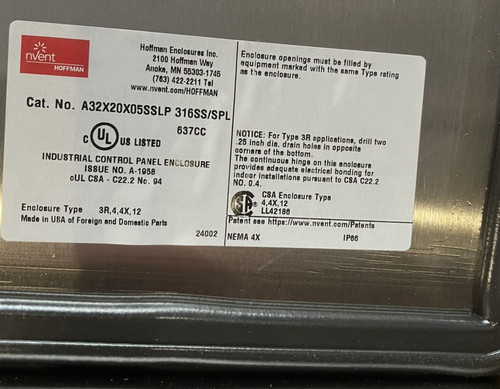 nvent
HOFFMAN
Hoffman Enclosures Inc.
2100 Hoffman Way
Anoka, MN 55303-1745
(763) 422-2211 Tel
www.nvent.com/HOFFMAN
Cat. No. A32X20X05SSLP 316SS/SPL
637CC
C UL US LISTED
INDUSTRIAL CONTROL PANEL ENCLOSURE
ISSUE NO. A-1958
cUL CSA - C22.2 No. 94
Enclosure Type 3R,4,4X,12
Made in USA of Foreign and Domestic Parts
24002
Enclosure openings must be filled by
equipment marked with the same Type rating
as the enclosure.
NOTICE: For Type 3R applications, drill two
.25 inch dia. drain holes in opposite
corners of the bottom.
The continuous hinge on this enclosure
provides adequate electrical bonding for
indoor installations pursuant to CSA C22.2
NO. 0.4.
CSA Enclosure Type
4,4X,12
LL42186
Patent see https://www.nvent.com/Patents
NEMA 4X IP66